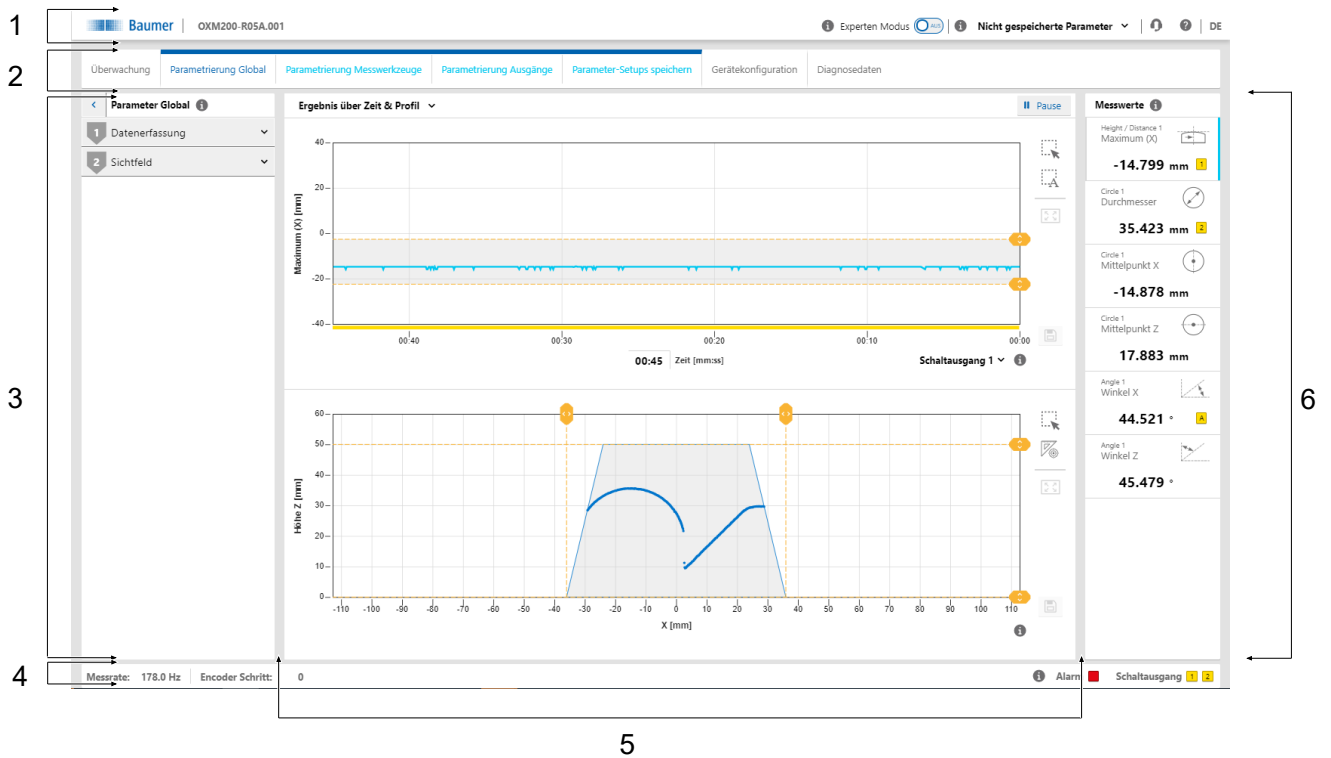 1
Baumer OXM200-R05A.001 Experten Modus AUS Nicht gespeicherte Parameter DE
2
Überwachung Parametrierung Global Parametrierung Messwerkzeuge Parametrierung Ausgänge Parameter-Setups speichern Gerätekonfiguration Diagnosedaten
3
Parameter Global
1 Datenerfassung
2 Sichtfeld
Ergebnis über Zeit & Profil
Pause
Maximum (X) [mm]
40
20
0
-20
-40
00:40 00:30 00:20 00:10 00:00
00:45 Zeit [mm:ss] Schaltausgang 1
A
Höhe Z [mm]
60
50
40
30
20
10
0
-110 -100 -90 -80 -70 -60 -50 -40 -30 -20 -10 0 10 20 30 40 50 60 70 80 90 100 110
X [mm]
Messwerte
Height / Distance 1
Maximum (X)
-14.799 mm 1
Circle 1
Durchmesser
35.423 mm 2
Circle 1
Mittelpunkt X
-14.878 mm
Circle 1
Mittelpunkt Z
17.883 mm
Angle 1
Winkel X
44.521 ° A
Angle 1
Winkel Z
45.479 °
6
4
Messrate: 178.0 Hz Encoder Schritt: 0 Alarm Schaltausgang 1 2
5